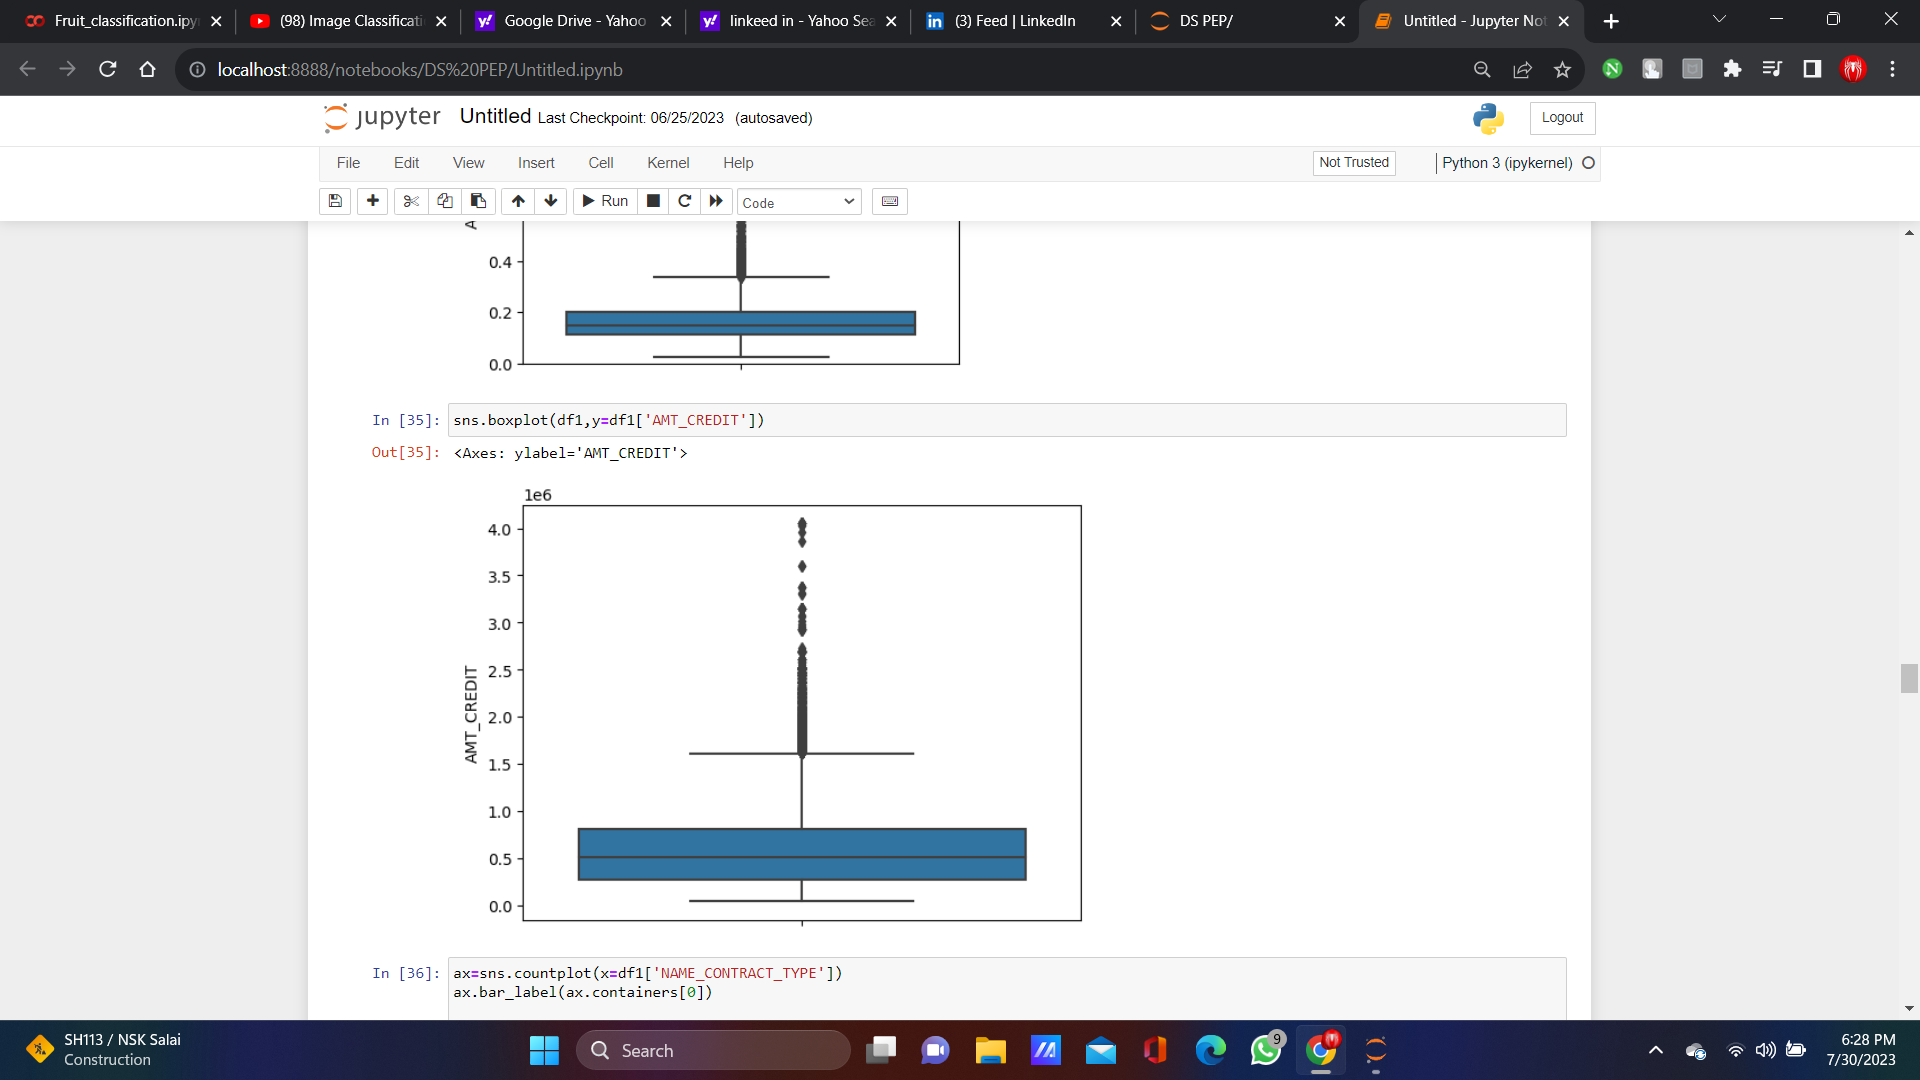 Fruit_classification.ipy
(98) Image Classificati
Google Drive - Yahoo
linkeed in - Yahoo Sea
(3) Feed | LinkedIn
DS PEP/
Untitled - Jupyter Not
localhost:8888/notebooks/DS%20PEP/Untitled.ipynb
jupyter Untitled Last Checkpoint: 06/25/2023 (autosaved)
Logout
File Edit View Insert Cell Kernel Help
Not Trusted
Python 3 (ipykernel)
Run
Code
0.4
0.2
0.0
In [35]: sns.boxplot(df1,y=df1['AMT_CREDIT'])
Out[35]: <Axes: ylabel='AMT_CREDIT'>
1e6
4.0
3.5
3.0
2.5
2.0
1.5
1.0
0.5
0.0
AMT_CREDIT
In [36]: ax=sns.countplot(x=df1['NAME_CONTRACT_TYPE'])
ax.bar_label(ax.containers[0])
SH113 / NSK Salai
Construction
Search
9
6:28 PM
7/30/2023